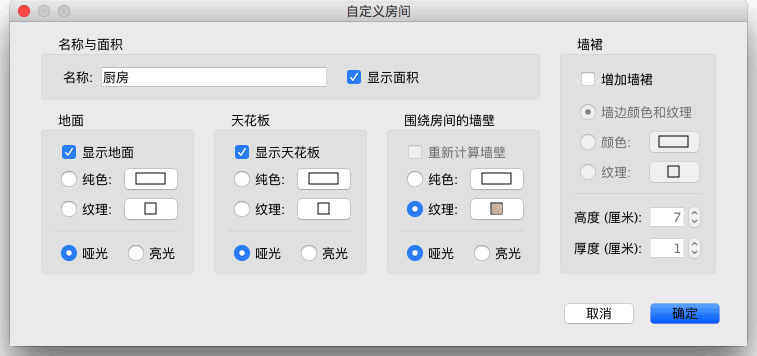 自定义房间
名称与面积
名称: 厨房 显示面积
地面
显示地面
纯色:
纹理:
哑光 亮光
天花板
显示天花板
纯色:
纹理:
哑光 亮光
围绕房间的墙壁
重新计算墙壁
纯色:
纹理:
哑光 亮光
墙裙
增加墙裙
墙边颜色和纹理
颜色:
纹理:
高度 (厘米): 7
厚度 (厘米): 1
取消 确定